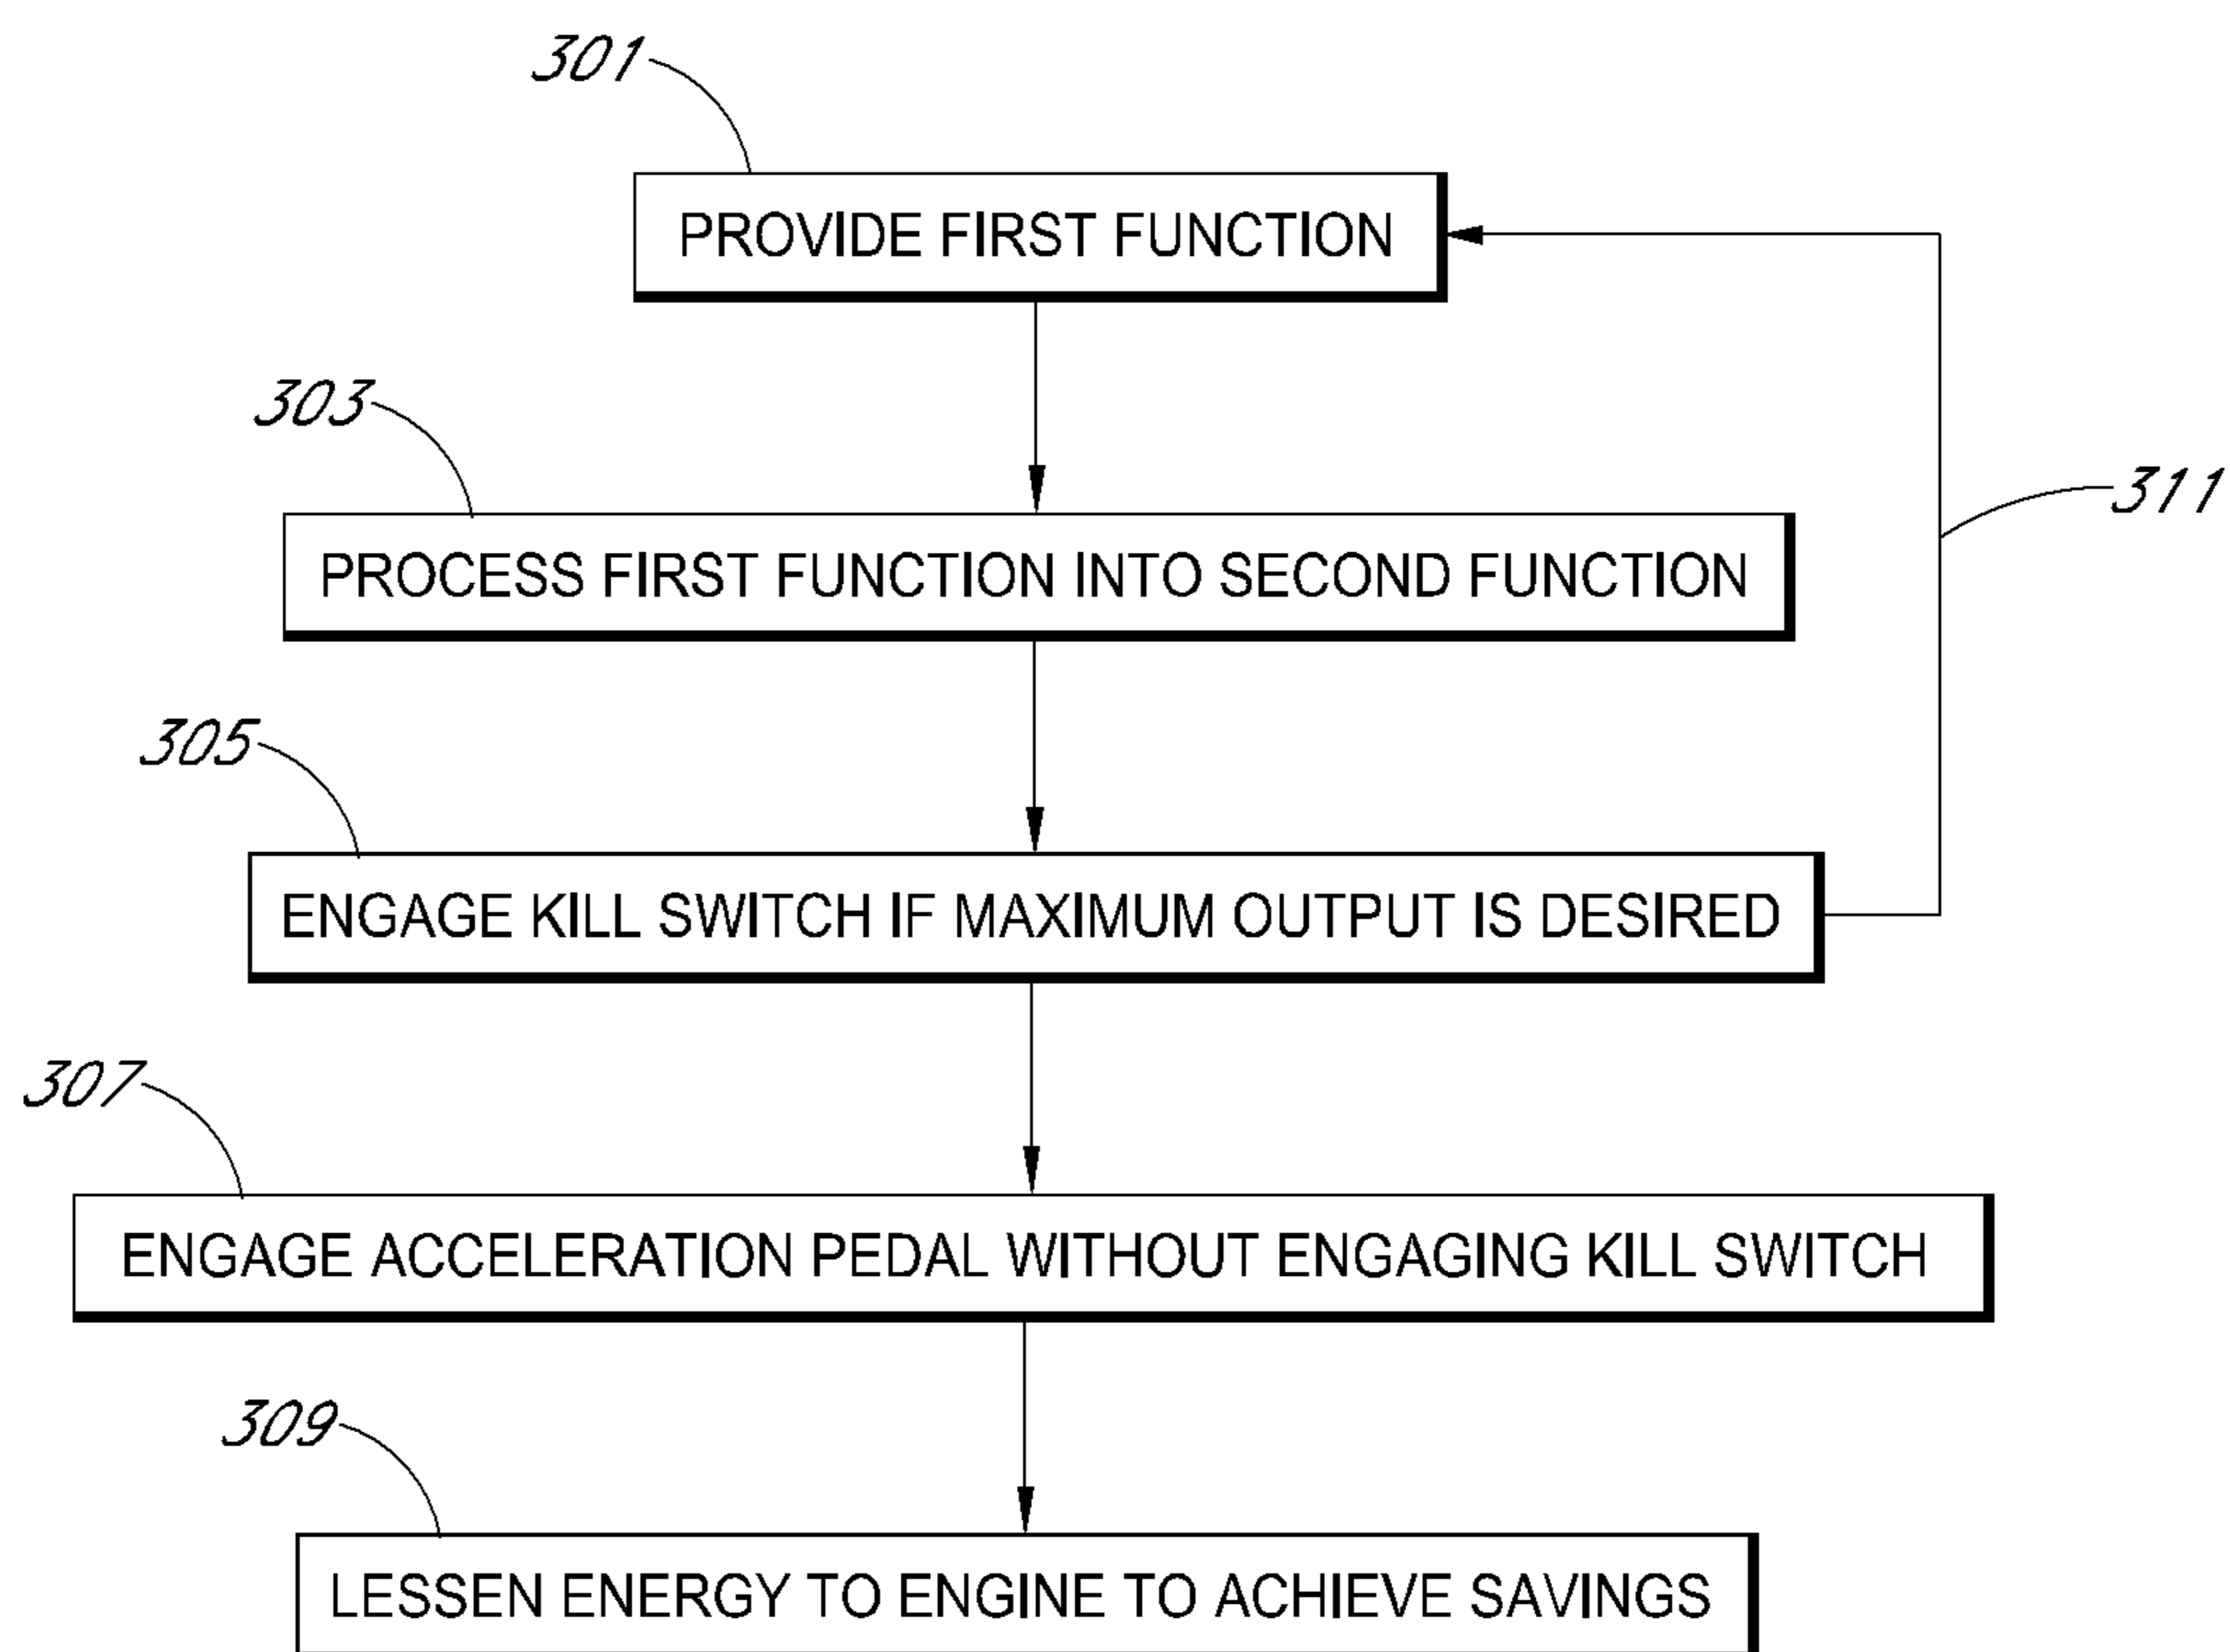 301
PROVIDE FIRST FUNCTION
303
PROCESS FIRST FUNCTION INTO SECOND FUNCTION
311
305
ENGAGE KILL SWITCH IF MAXIMUM OUTPUT IS DESIRED
307
ENGAGE ACCELERATION PEDAL WITHOUT ENGAGING KILL SWITCH
309
LESSEN ENERGY TO ENGINE TO ACHIEVE SAVINGS